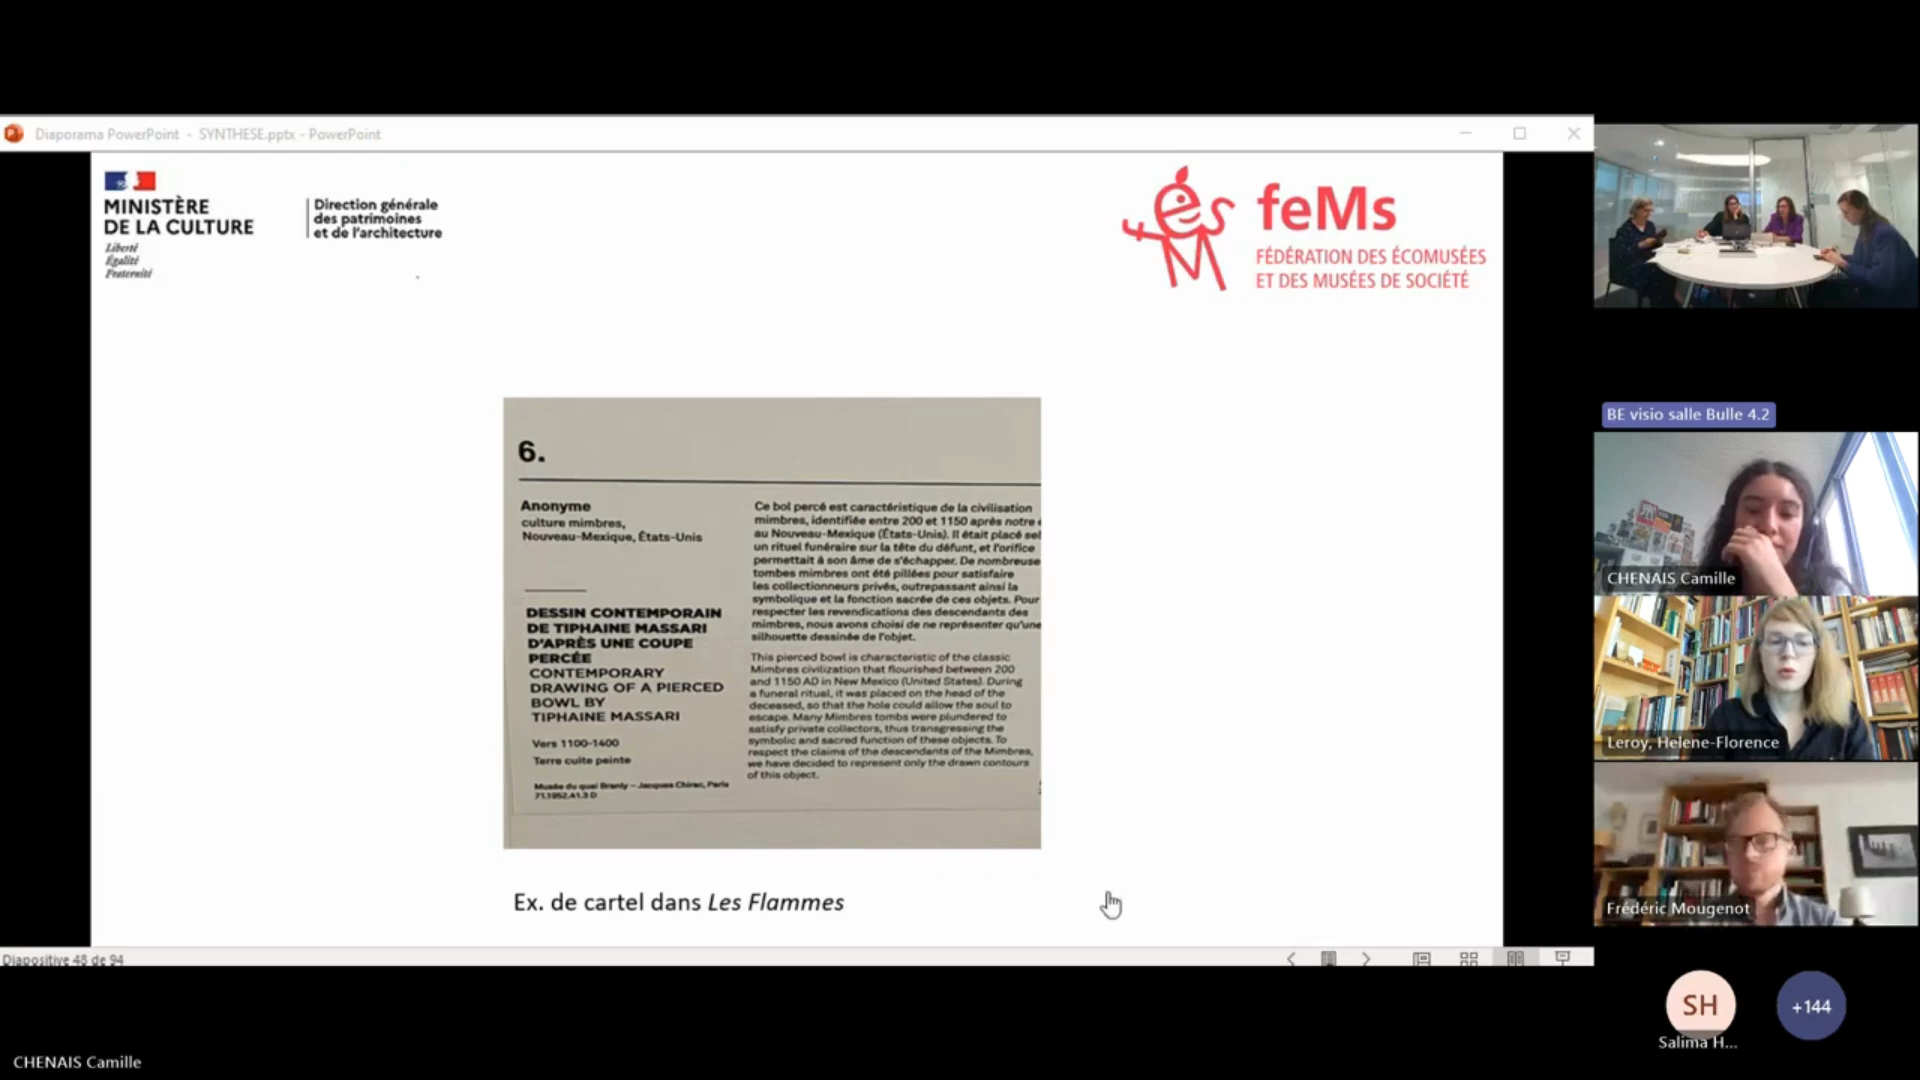 Diaporama PowerPoint - SYNTHESE.pptx - PowerPoint
MINISTÈRE
DE LA CULTURE
Liberté
Égalité
Fraternité
Direction générale
des patrimoines
et de l'architecture
feMs
FÉDÉRATION DES ÉCOMUSÉES
ET DES MUSÉES DE SOCIÉTÉ
6.
Anonyme
culture mimbres,
Nouveau-Mexique, États-Unis
DESSIN CONTEMPORAIN
DE TIPHAINE MASSARI
D'APRÈS UNE COUPE
PERCÉE
CONTEMPORARY
DRAWING OF A PIERCED
BOWL BY
TIPHAINE MASSARI
Vers 1100-1400
Terre cuite peinte
Musée du quai Branly – Jacques Chirac, Paris
71.1952.41.3 D
Ce bol percé est caractéristique de la civilisation
mimbres, identifiée entre 200 et 1150 après notre
au Nouveau-Mexique (États-Unis). Il était placé
un rituel funéraire sur la tête du défunt, et l'orifice
permettait à son âme de s'échapper. De nombreuse
tombes mimbres ont été pillées pour satisfaire
les collectionneurs privés, outrepassant ainsi la
symbolique et la fonction sacrée de ces objets. Pour
respecter les revendications des descendants des
mimbres, nous avons choisi de ne représenter qu'une
silhouette dessinée de l'objet.
This pierced bowl is characteristic of the classic
Mimbres civilization that flourished between 200
and 1150 AD in New Mexico (United States). During
a funeral ritual, it was placed on the head of the
deceased, so that the hole could allow the soul to
escape. Many Mimbres tombs were plundered to
satisfy private collectors, thus transgressing the
symbolic and sacred function of these objects. To
respect the claims of the descendants of the Mimbres,
we have decided to represent only the drawn contours
of this object.
Ex. de cartel dans Les Flammes
Diapositive 48 de 94
BE visio salle Bulle 4.2
CHENAIS Camille
Leroy, Helene-Florence
Frédéric Mougenot
SH
+144
Salima H...
CHENAIS Camille